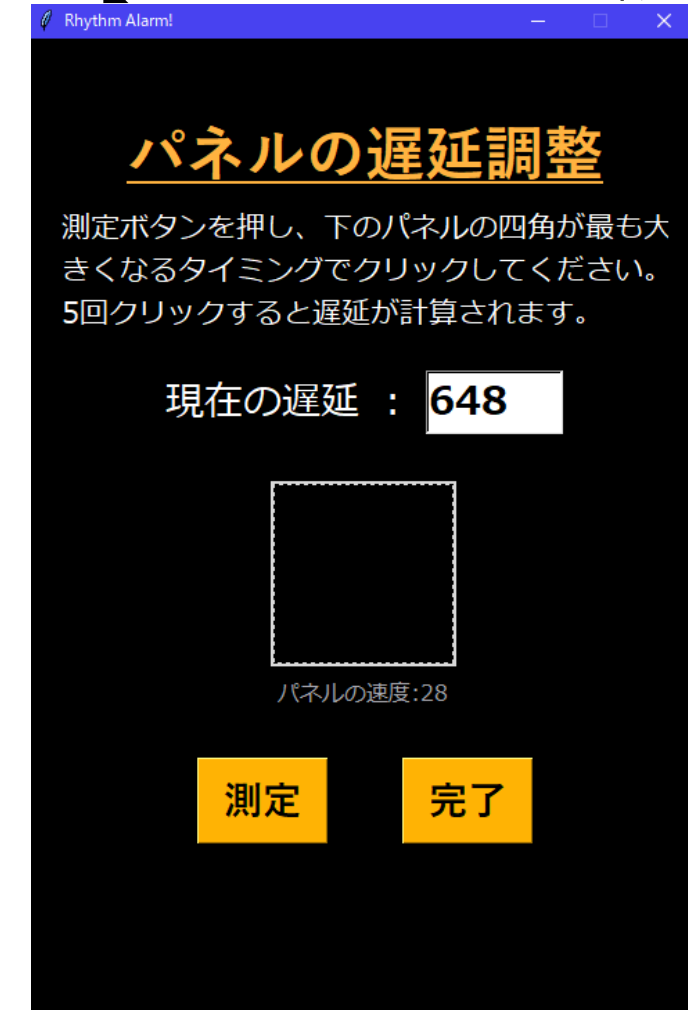 Rhythm Alarm!
パネルの遅延調整
測定ボタンを押し、下のパネルの四角が最も大
きくなるタイミングでクリックしてください。
5回クリックすると遅延が計算されます。
現在の遅延 : 648
パネルの速度:28
測定 完了